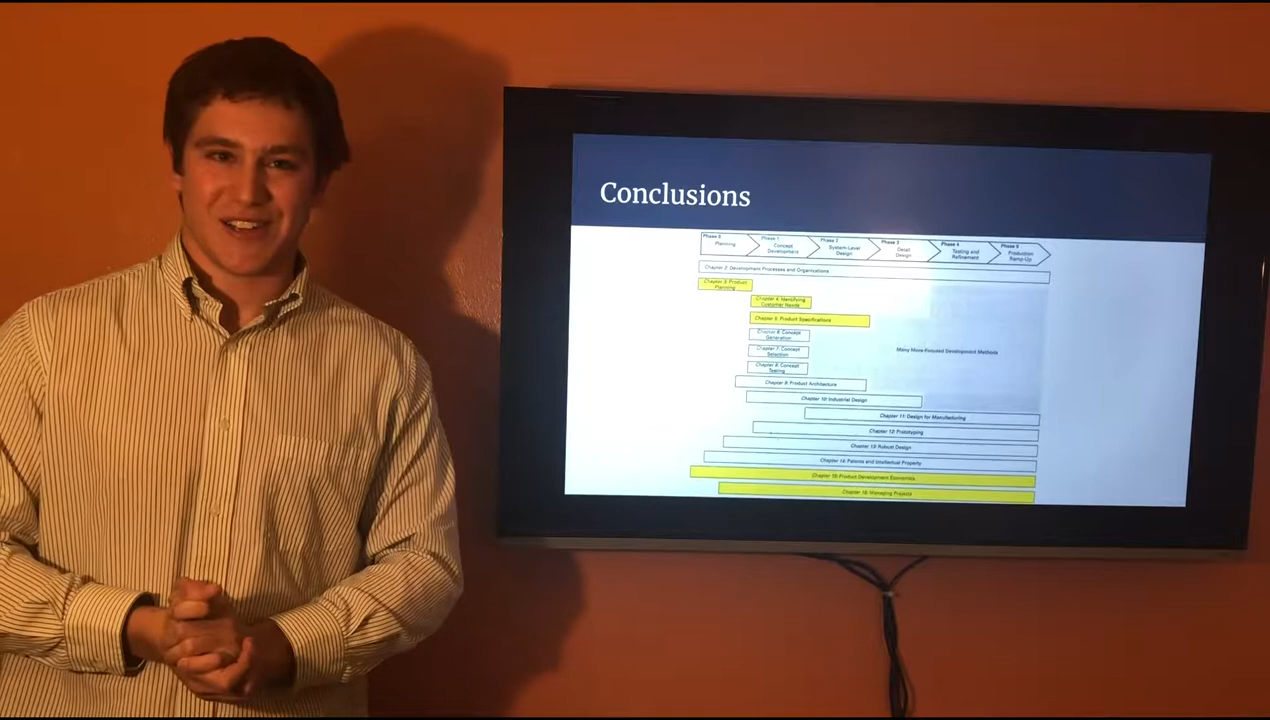 Conclusions
Phase 0
Planning
Phase 1
Concept
Development
Phase 2
System-Level
Design
Phase 3
Detail
Design
Phase 4
Testing and
Refinement
Phase 5
Production
Ramp-Up
Chapter 2: Development Processes and Organizations
Chapter 3: Product
Planning
Chapter 4: Identifying
Customer Needs
Chapter 5: Product Specifications
Chapter 6: Concept
Generation
Chapter 7: Concept
Selection
Chapter 8: Concept
Testing
Many More Focused Development Methods
Chapter 9: Product Architecture
Chapter 10: Industrial Design
Chapter 11: Design for Manufacturing
Chapter 12: Prototyping
Chapter 13: Robust Design
Chapter 14: Patents and Intellectual Property
Chapter 15: Product Development Economics
Chapter 16: Managing Projects